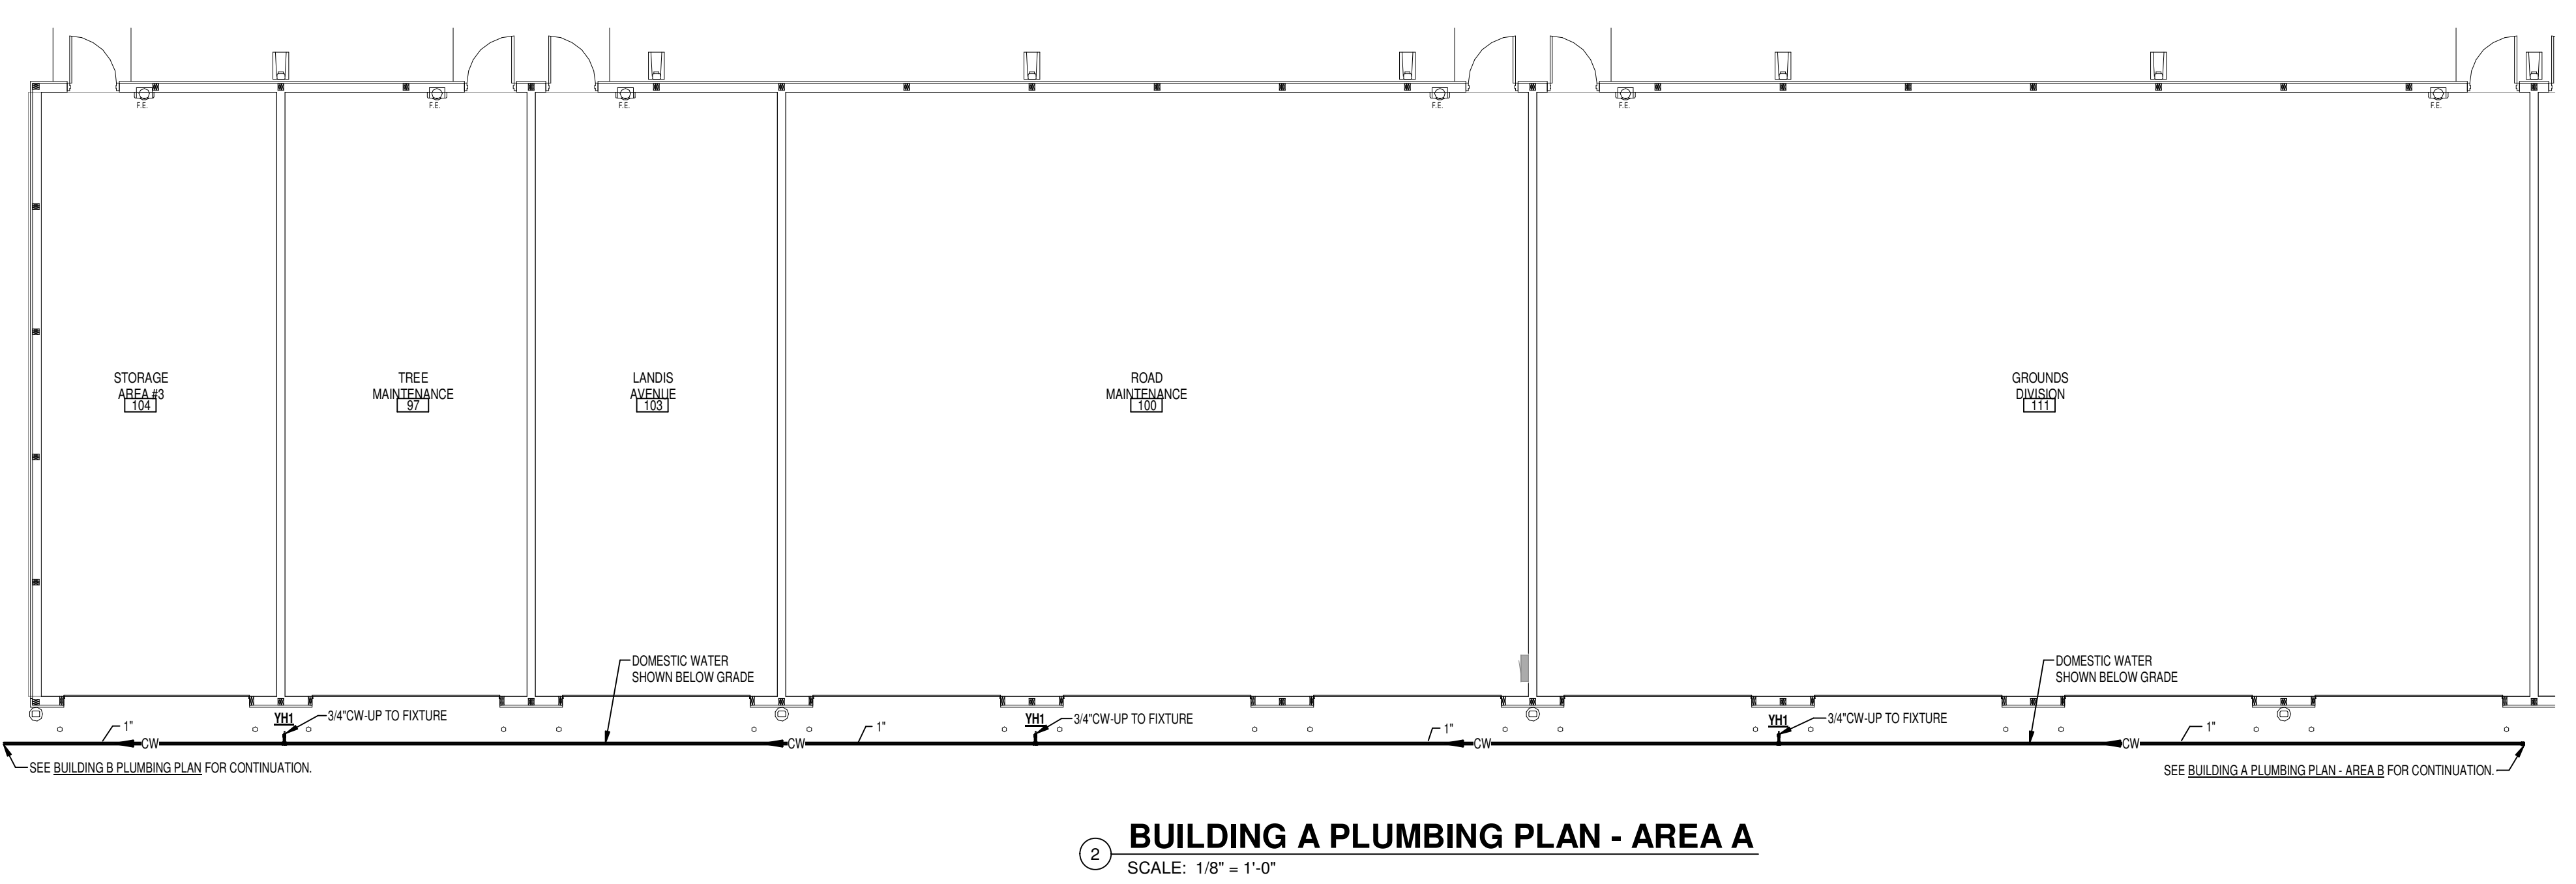 F.E.
F.E.
F.E.
F.E.
F.E.
F.E.
STORAGE
AREA #3
104
TREE
MAINTENANCE
97
LANDIS
AVENUE
103
ROAD
MAINTENANCE
100
GROUNDS
DIVISION
111
DOMESTIC WATER
SHOWN BELOW GRADE
DOMESTIC WATER
SHOWN BELOW GRADE
1"
YH1
3/4"CW-UP TO FIXTURE
1"
YH1
3/4"CW-UP TO FIXTURE
1"
YH1
3/4"CW-UP TO FIXTURE
1"
CW
CW
CW
CW
SEE BUILDING B PLUMBING PLAN FOR CONTINUATION.
SEE BUILDING A PLUMBING PLAN - AREA B FOR CONTINUATION.
2
BUILDING A PLUMBING PLAN - AREA A
SCALE: 1/8" = 1'-0"